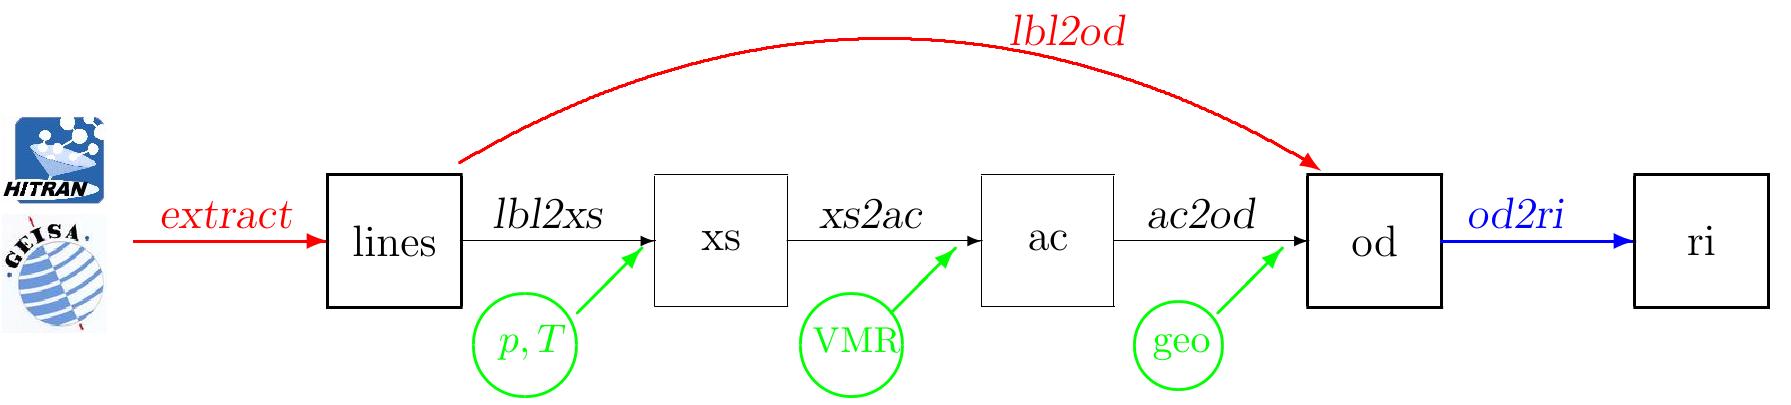 lbl2od
HITRAN
GEISA
extract
lines
lbl2xs
xs
xs2ac
ac
ac2od
od
od2ri
ri
p, T
VMR
geo